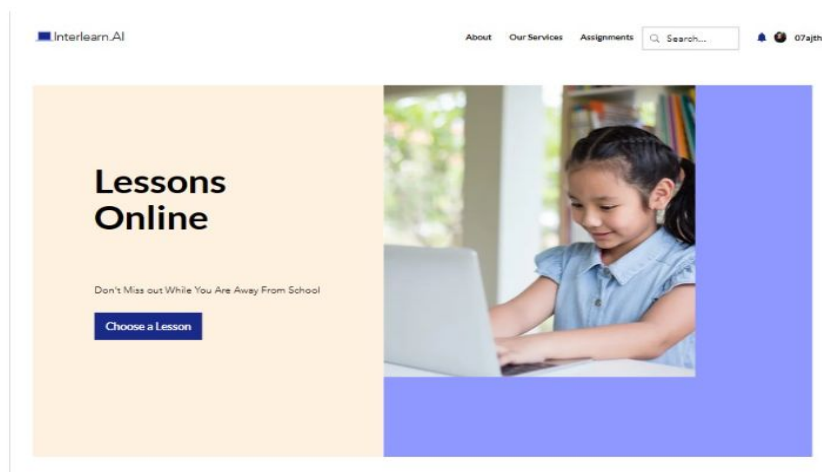 Interlearn.AI
About Our Services Assignments Search... 07ajth
Lessons
Online
Don't Miss out While You Are Away From School
Choose a Lesson